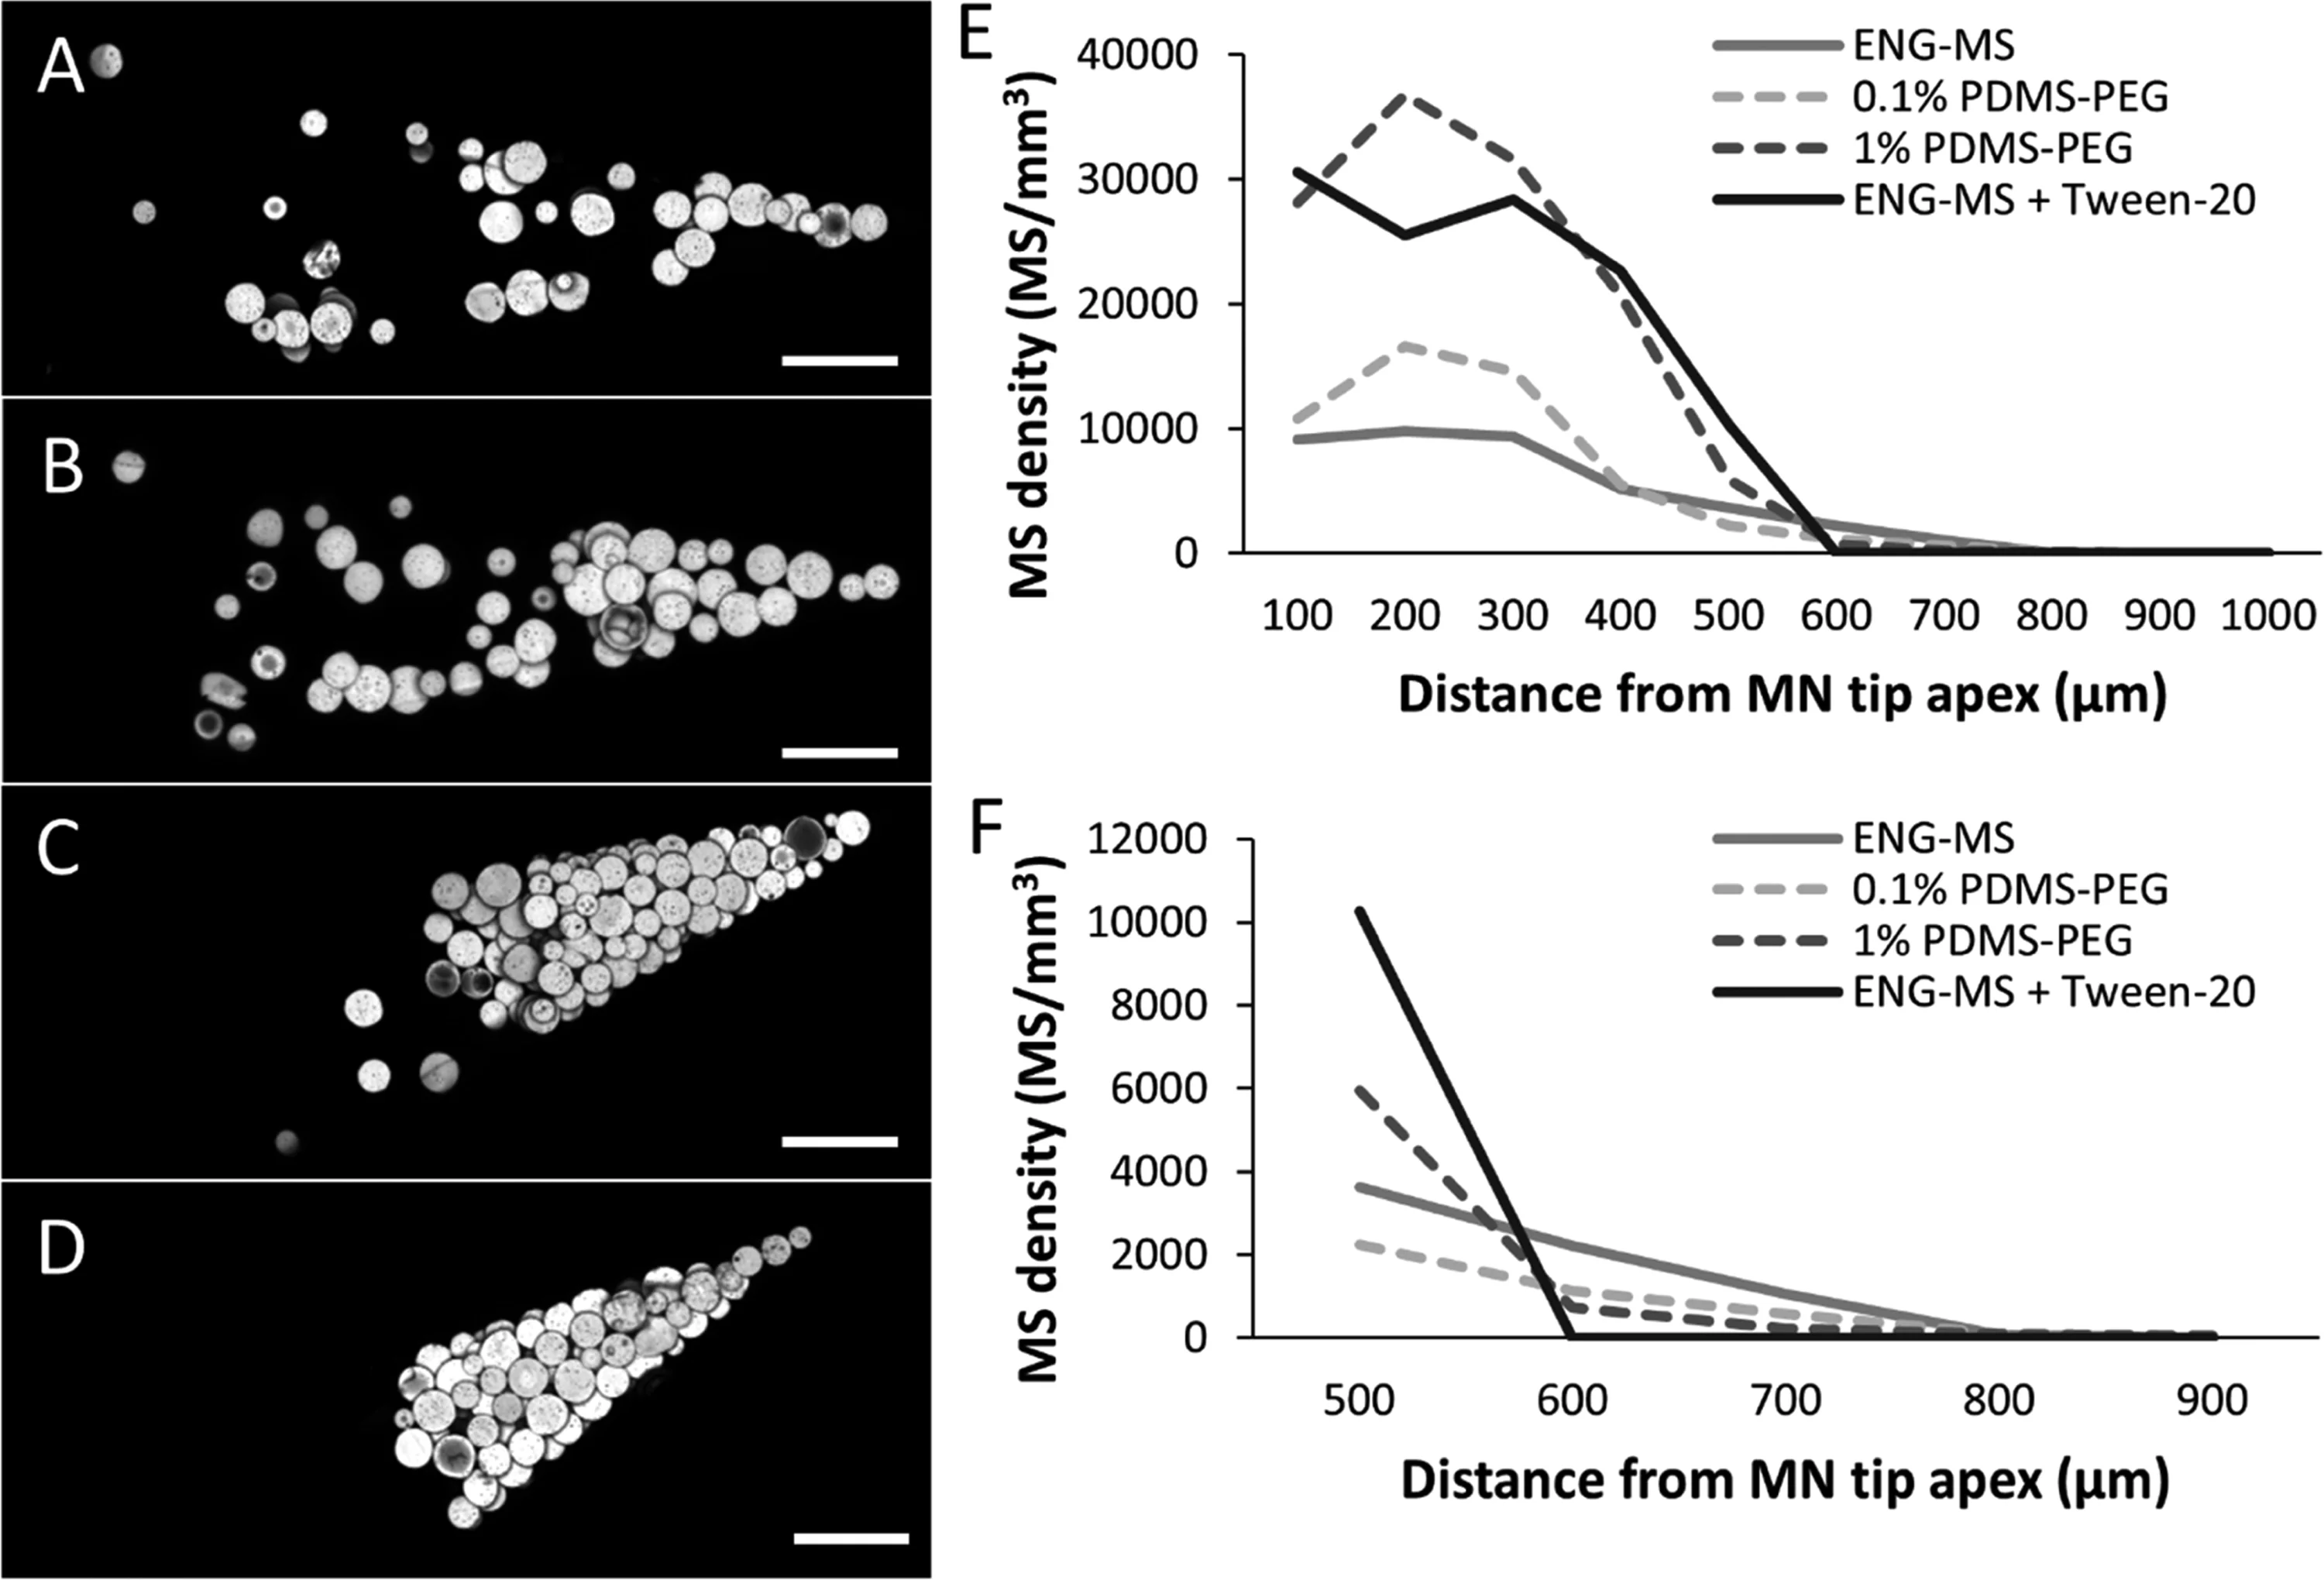 A
B
C
D
E
MS density (MS/mm³)
40000
30000
20000
10000
0
100 200 300 400 500 600 700 800 900 1000
Distance from MN tip apex (µm)
ENG-MS
0.1% PDMS-PEG
1% PDMS-PEG
ENG-MS + Tween-20
F
MS density (MS/mm³)
12000
10000
8000
6000
4000
2000
0
500 600 700 800 900
Distance from MN tip apex (µm)
ENG-MS
0.1% PDMS-PEG
1% PDMS-PEG
ENG-MS + Tween-20